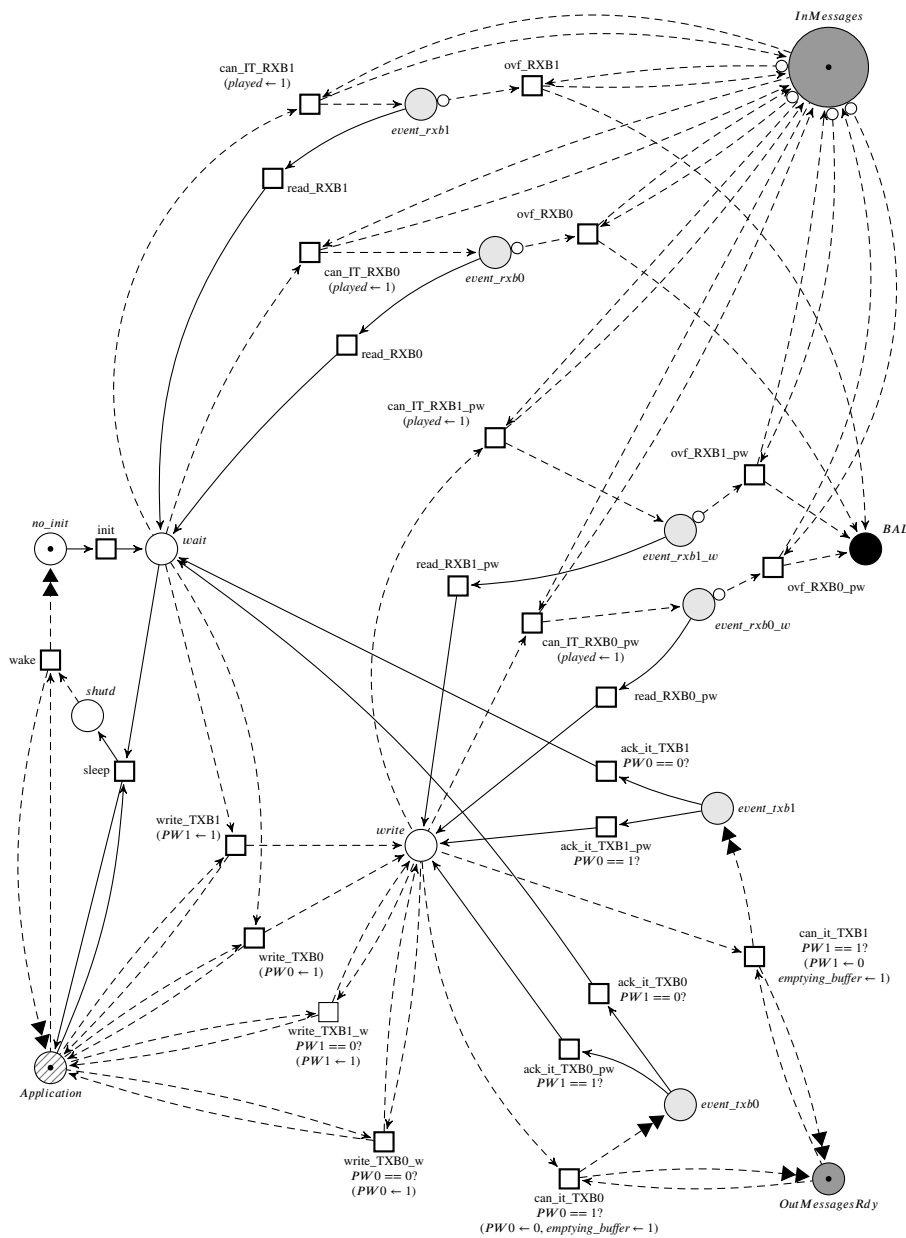 InMessages
can_IT_RXB1
(played ← 1)
ovf_RXB1
event_rxb1
read_RXB1
ovf_RXB0
can_IT_RXB0
(played ← 1)
event_rxb0
read_RXB0
can_IT_RXB1_pw
(played ← 1)
ovf_RXB1_pw
no_init
init
wait
BAL
event_rxb1_w
read_RXB1_pw
ovf_RXB0_pw
event_rxb0_w
can_IT_RXB0_pw
(played ← 1)
wake
shutd
read_RXB0_pw
sleep
ack_it_TXB1
PW0 == 0?
event_txb1
write_TXB1
(PW1 ← 1)
write
ack_it_TXB1_pw
PW0 == 1?
write_TXB0
(PW0 ← 1)
can_it_TXB1
PW1 == 1?
(PW1 ← 0
emptying_buffer ← 1)
ack_it_TXB0
PW1 == 0?
write_TXB1_w
PW1 == 0?
(PW1 ← 1)
ack_it_TXB0_pw
PW1 == 1?
Application
event_txb0
write_TXB0_w
PW0 == 0?
(PW0 ← 1)
can_it_TXB0
PW0 == 1?
(PW0 ← 0, emptying_buffer ← 1)
OutMessagesRdy